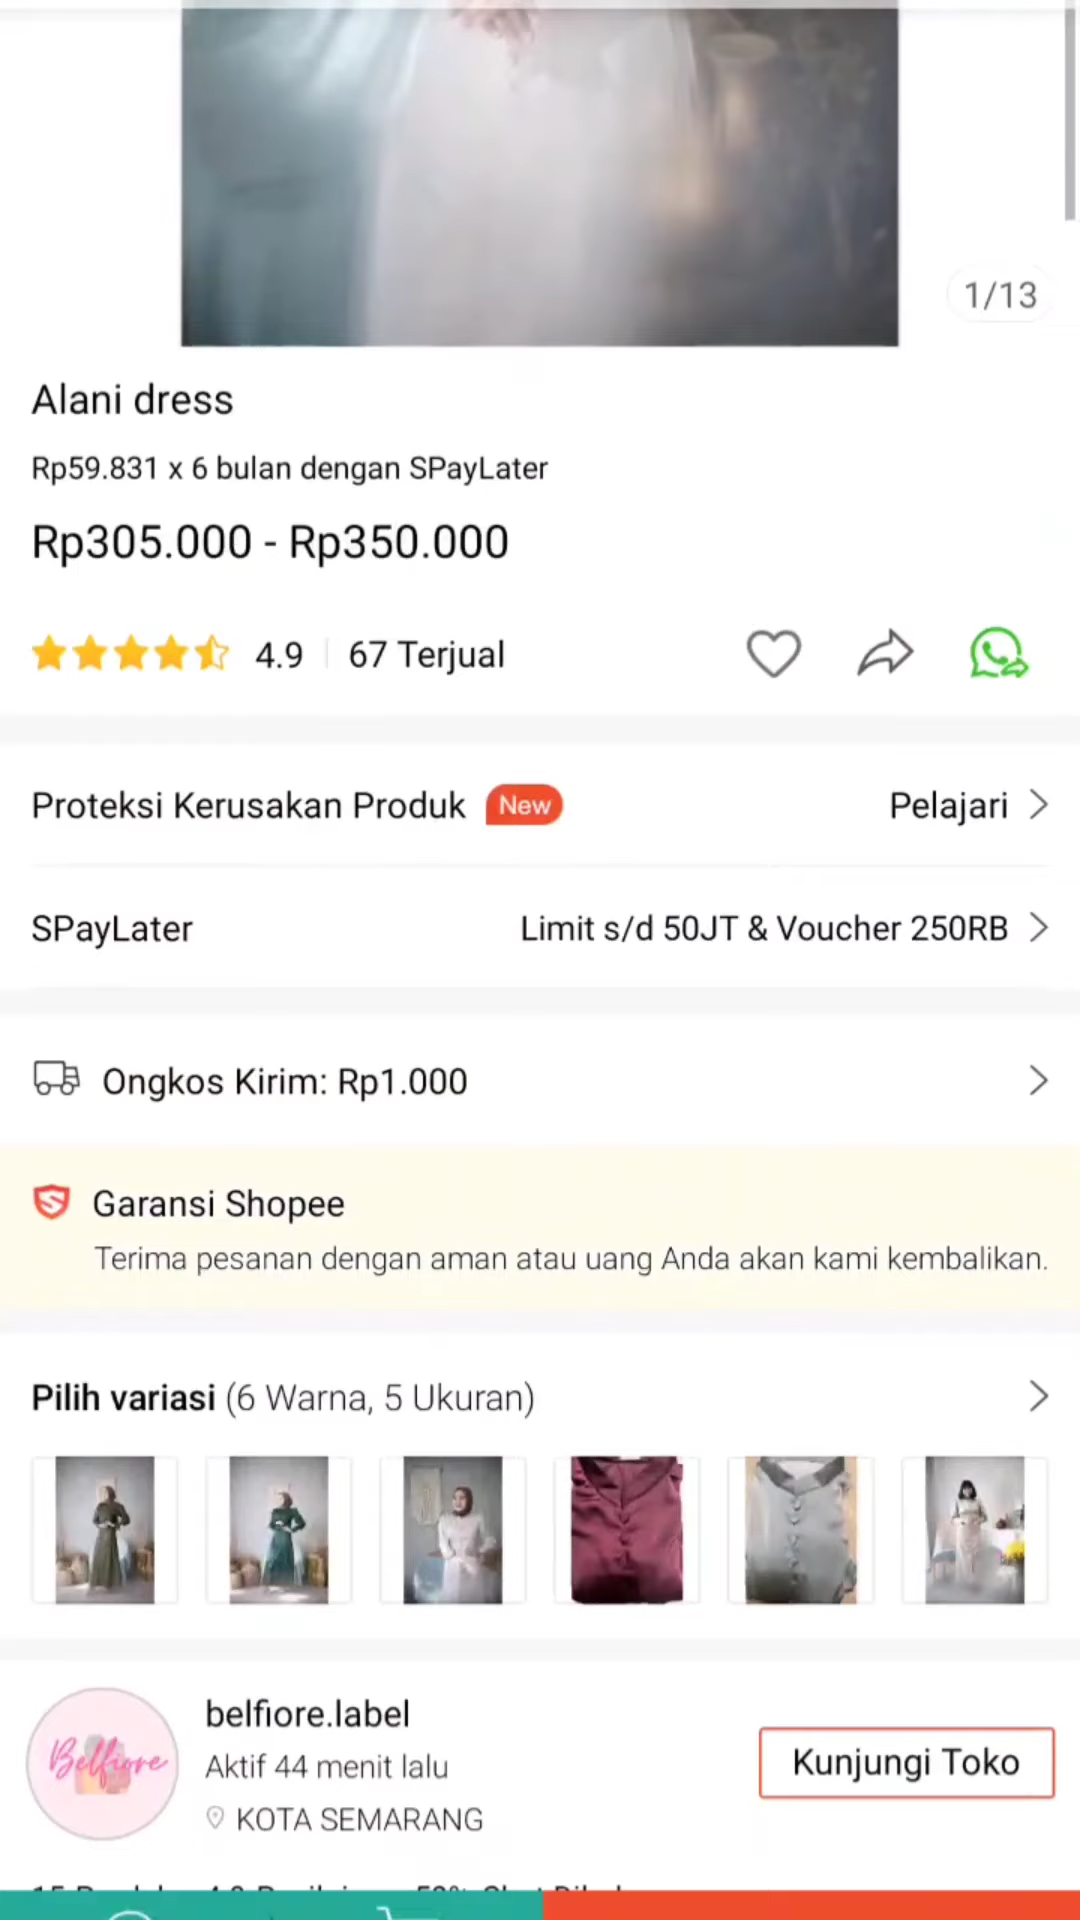 1/13
Alani dress
Rp59.831 x 6 bulan dengan SPayLater
Rp305.000 - Rp350.000
4.9 67 Terjual
Proteksi Kerusakan Produk New Pelajari
SPayLater Limit s/d 50JT & Voucher 250RB
Ongkos Kirim: Rp1.000
Garansi Shopee
Terima pesanan dengan aman atau uang Anda akan kami kembalikan.
Pilih variasi (6 Warna, 5 Ukuran)
Belfiore
belfiore.label
Aktif 44 menit lalu
Kunjungi Toko
KOTA SEMARANG